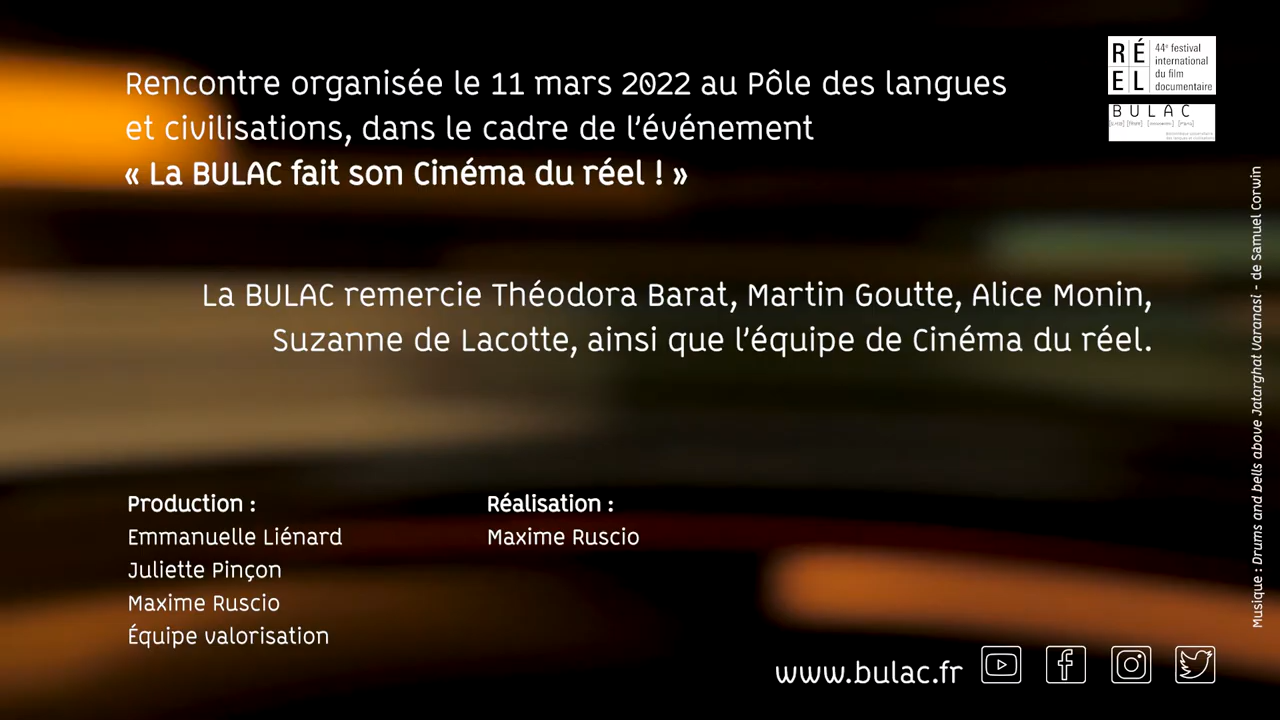 Rencontre organisée le 11 mars 2022 au Pôle des langues
et civilisations, dans le cadre de l'événement
« La BULAC fait son Cinéma du réel ! »
RÉ
EL
44e festival
international
du film
documentaire
BULAC
La BULAC remercie Théodora Barat, Martin Goutte, Alice Monin,
Suzanne de Lacotte, ainsi que l'équipe de Cinéma du réel.
Production :
Emmanuelle Liénard
Juliette Pinçon
Maxime Ruscio
Équipe valorisation
Réalisation :
Maxime Ruscio
www.bulac.fr
Musique : Drums and bells above Jatarghat Varanasi - de Samuel Corwin